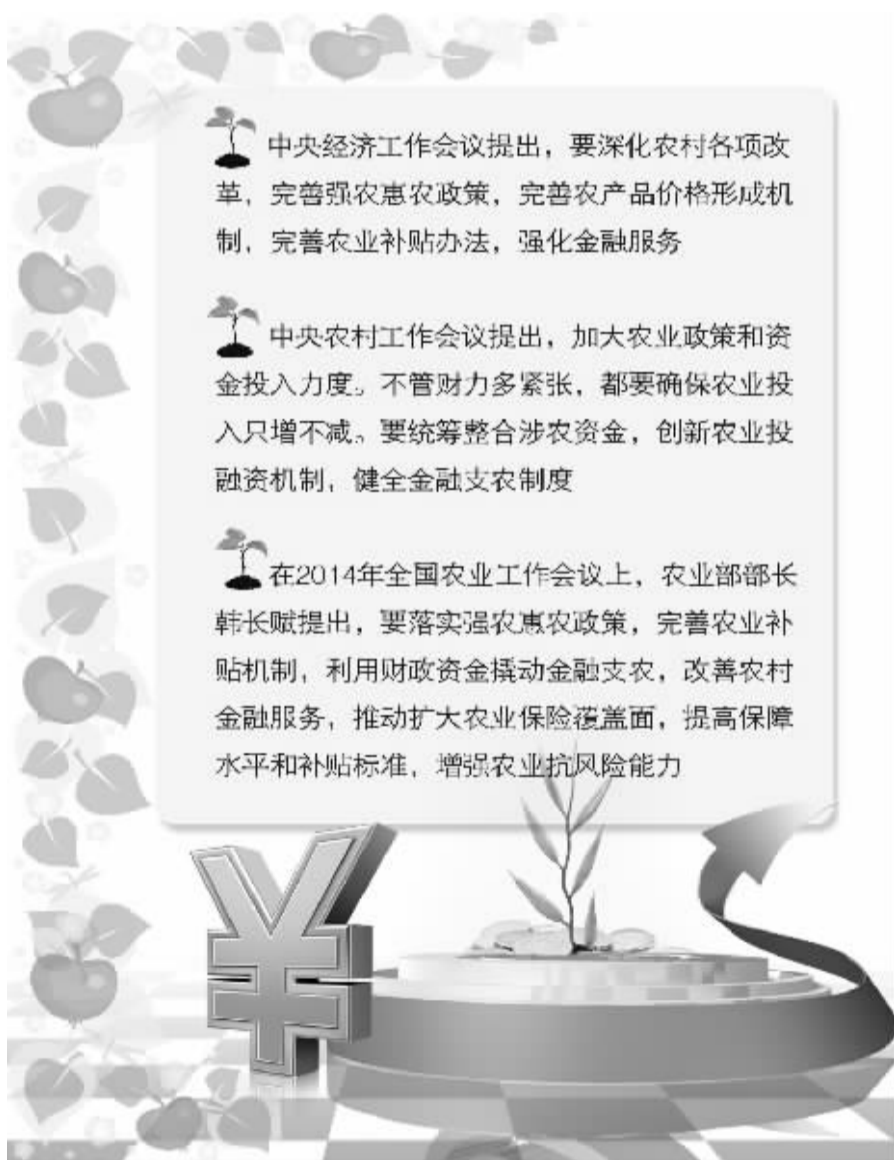 中央经济工作会议提出，要深化农村各项改
革，完善强农惠农政策，完善农产品价格形成机
制，完善农业补贴办法，强化金融服务
中央农村工作会议提出，加大农业政策和资
金投入力度。不管财力多紧张，都要确保农业投
入只增不减。要统筹整合涉农资金，创新农业投
融资机制，健全金融支农制度
在2014年全国农业工作会议上，农业部部长
韩长赋提出，要落实强农惠农政策，完善农业补
贴机制，利用财政资金撬动金融支农，改善农村
金融服务，推动扩大农业保险覆盖面，提高保障
水平和补贴标准，增强农业抗风险能力